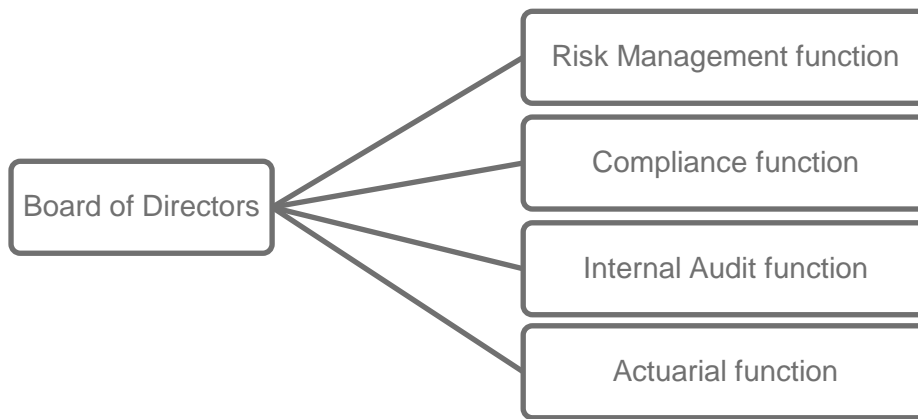 Risk Management function
Compliance function
Board of Directors
Internal Audit function
Actuarial function